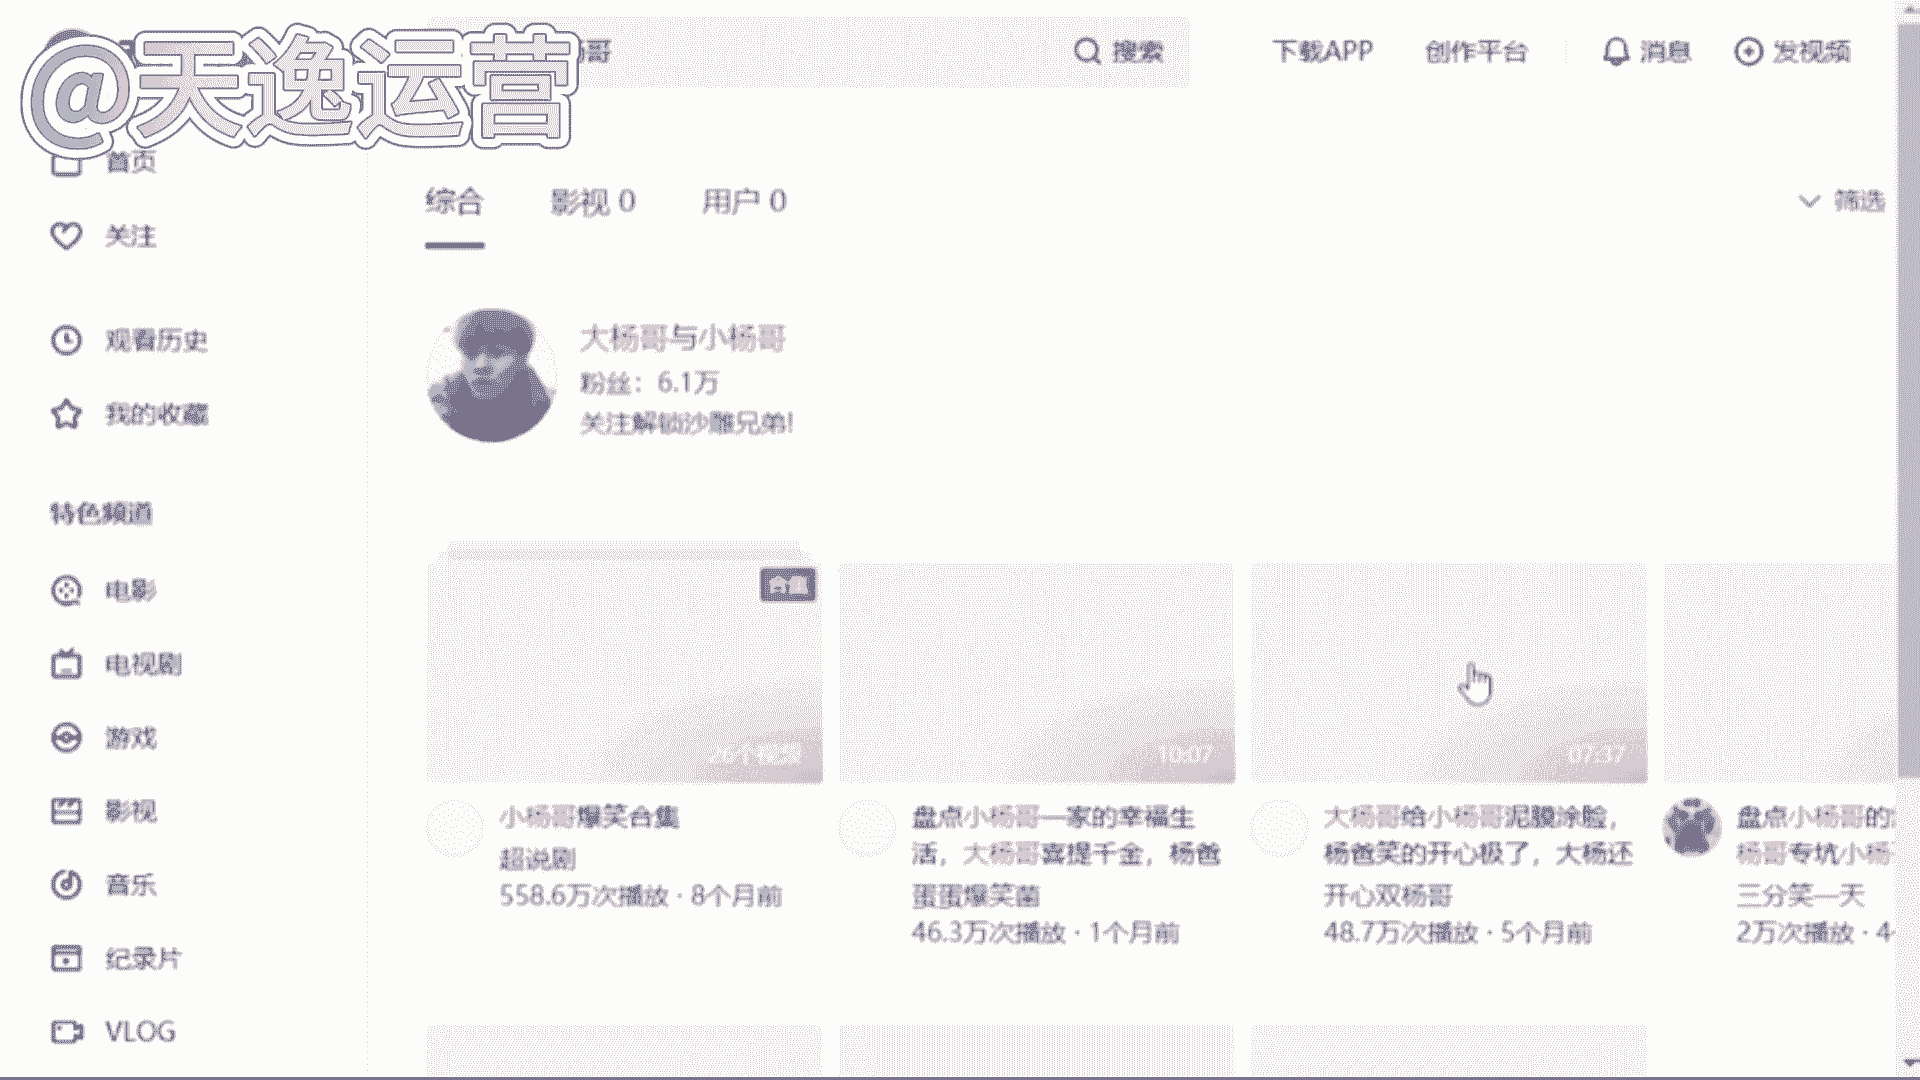 @天逸运营
哥
搜索
下载APP
创作平台
消息
发视频
首页
关注
观看历史
我的收藏
特色频道
电影
电视剧
游戏
影视
音乐
纪录片
VLOG
综合
影视 0
用户 0
筛选
大杨哥与小杨哥
粉丝：6.1万
关注解锁沙雕兄弟!
合集
26个视频
小杨哥爆笑合集
超说剧
558.6万次播放 · 8个月前
10:07
盘点小杨哥一家的幸福生
活，大杨哥喜提千金，杨爸
蛋蛋爆笑菌
46.3万次播放 · 1个月前
07:37
大杨哥给小杨哥泥膜涂脸，
杨爸笑的开心极了，大杨还
开心双杨哥
48.7万次播放 · 5个月前
盘点小杨哥的
杨哥专坑小杨
三分笑一天
2万次播放 · 4